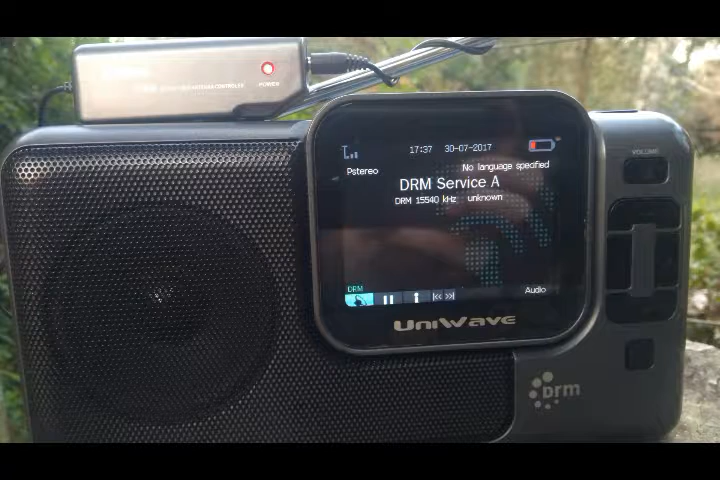 POWER
VOLUME
17:37 30-07-2017
No language specified
Pstereo
DRM Service A
DRM 15540 kHz unknown
DRM
Audio
UniWave
Drm